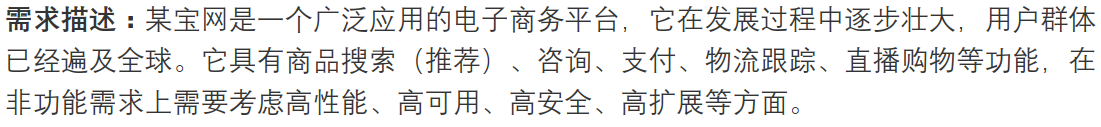 需求描述：某宝网是一个广泛应用的电子商务平台，它在发展过程中逐步壮大，用户群体
已经遍及全球。它具有商品搜索（推荐）、咨询、支付、物流跟踪、直播购物等功能，在
非功能需求上需要考虑高性能、高可用、高安全、高扩展等方面。